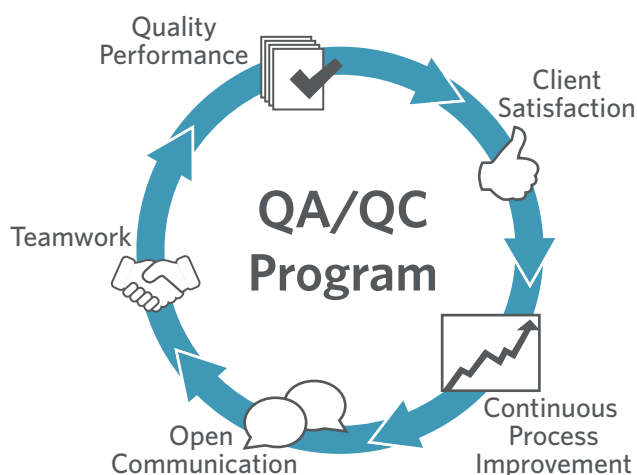 Quality
Performance
Client
Satisfaction
QA/QC
Program
Teamwork
Continuous
Process
Improvement
Open
Communication